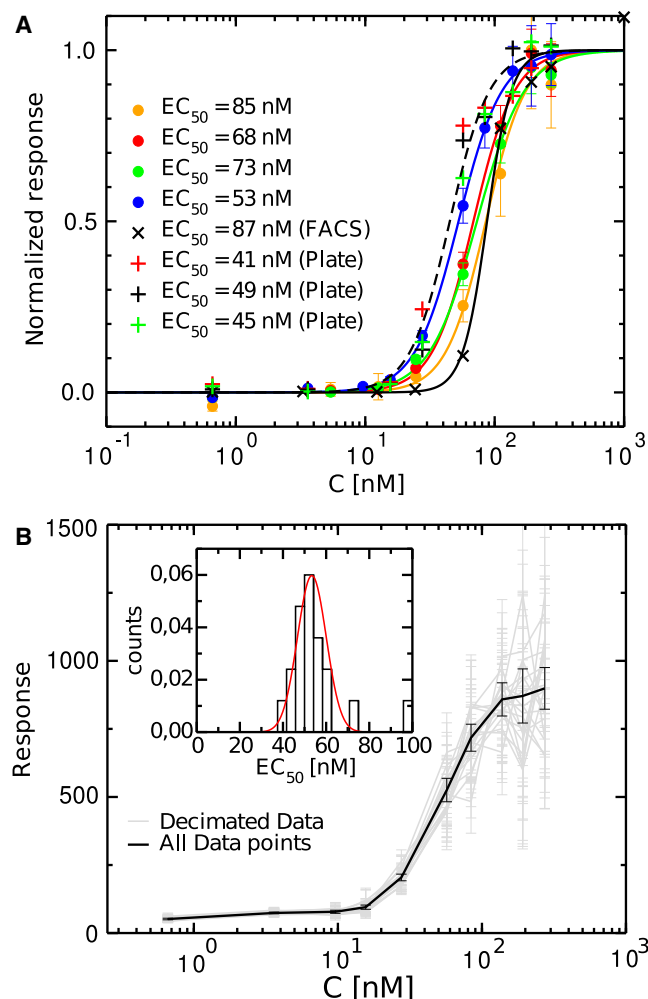 A
Normalized response
1.0
0.5
0.0
EC50 = 85 nM
EC50 = 68 nM
EC50 = 73 nM
EC50 = 53 nM
EC50 = 87 nM (FACS)
EC50 = 41 nM (Plate)
EC50 = 49 nM (Plate)
EC50 = 45 nM (Plate)
10-1 100 101 102 103
C [nM]
B
Response
1500
1000
500
0
counts
0,06
0,04
0,02
0,00
0 20 40 60 80 100
EC50 [nM]
Decimated Data
All Data points
100 101 102 103
C [nM]